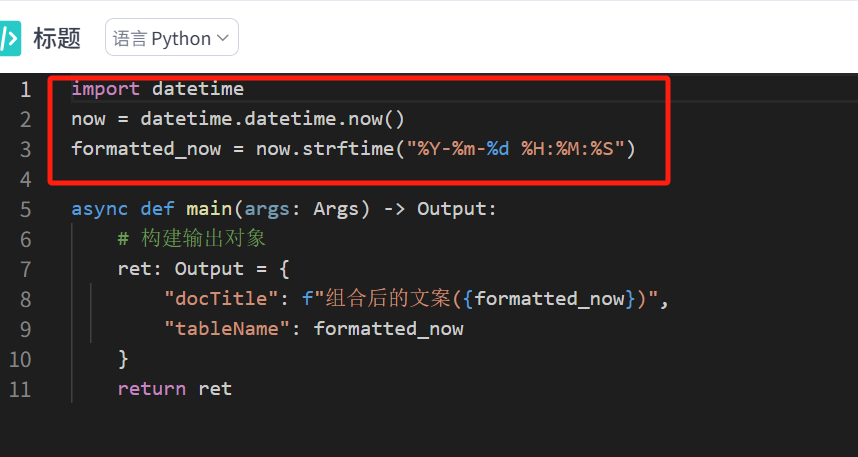 </> 标题 语言 Python
1 import datetime
2 now = datetime.datetime.now()
3 formatted_now = now.strftime("%Y-%m-%d %H:%M:%S")
4
5 async def main(args: Args) -> Output:
6 # 构建输出对象
7 ret: Output = {
8 "docTitle": f"组合后的文案({formatted_now})",
9 "tableName": formatted_now
10 }
11 return ret